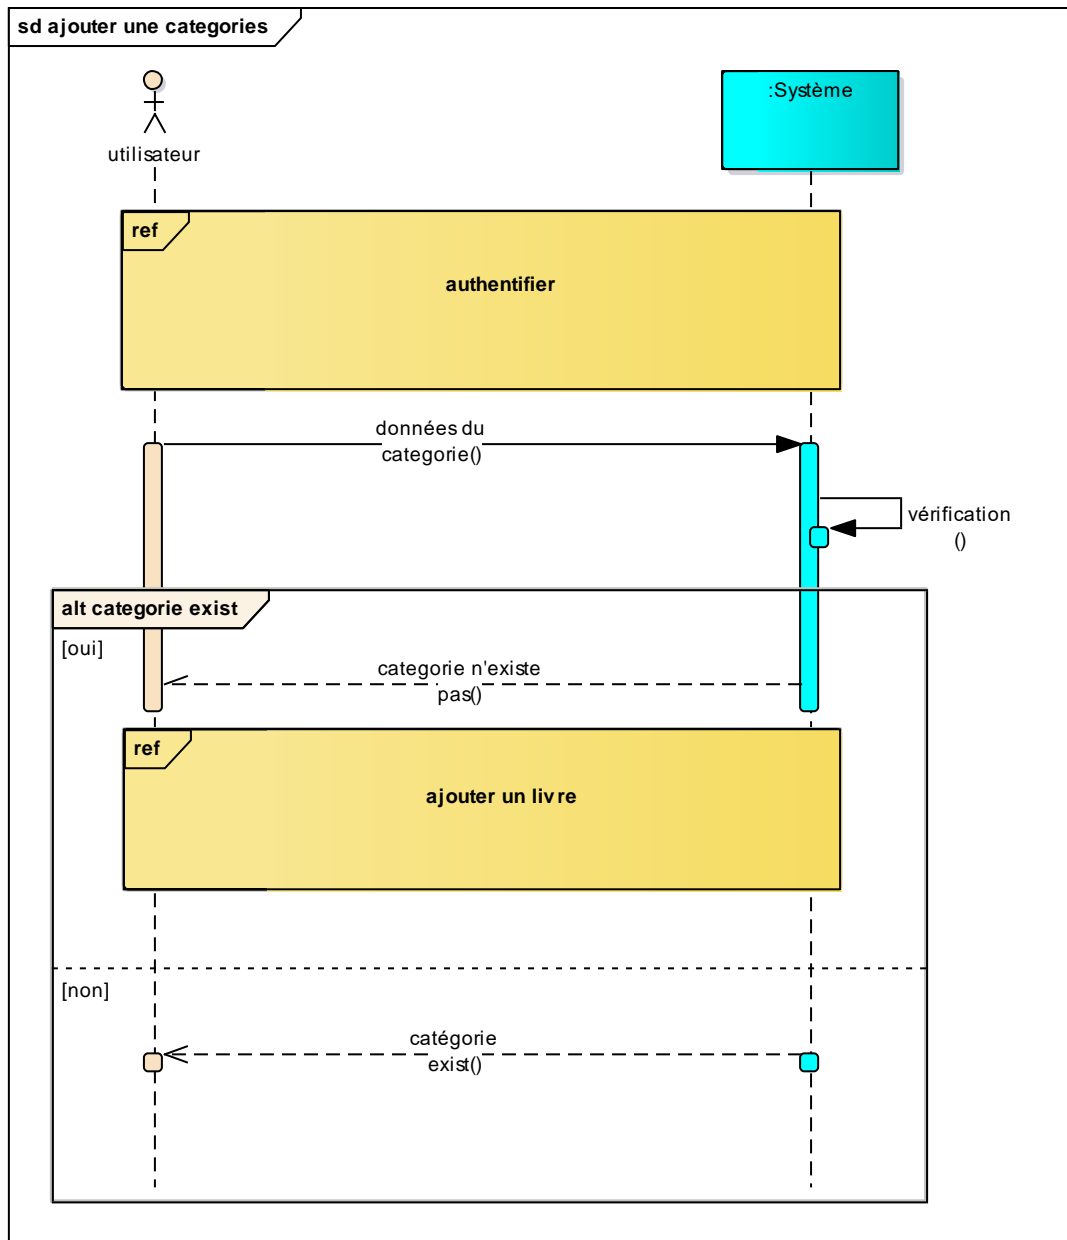 sd ajouter une categories
utilisateur
:Système
ref
authentifier
données du
categorie()
vérification
()
alt categorie exist
[oui]
categorie n'existe
pas()
ref
ajouter un livre
[non]
catégorie
exist()